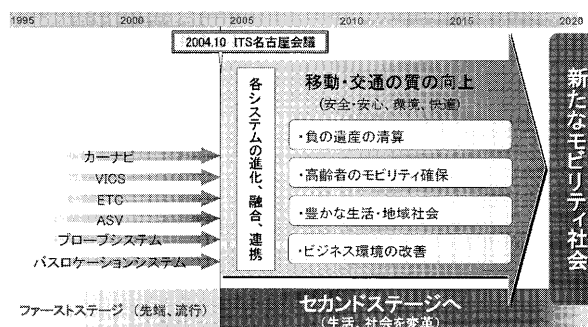 1995 2000 2005 2010 2015 2020
2004.10 ITS名古屋会議
各システムの進化、融合、連携
移動・交通の質の向上
(安全・安心、環境、快適)
・負の遺産の清算
・高齢者のモビリティ確保
・豊かな生活・地域社会
・ビジネス環境の改善
新たなモビリティ社会
カーナビ
VICS
ETC
ASV
プローブシステム
バスロケーションシステム
ファーストステージ (先端、流行)
セカンドステージへ
(生活、社会を変革)